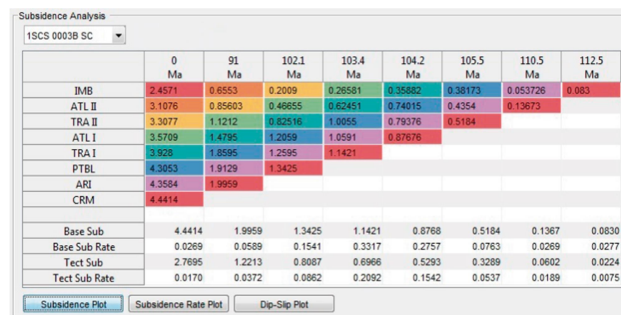 Subsidence Analysis
1SCS 0003B SC
0 91 102.1 103.4 104.2 105.5 110.5 112.5
Ma Ma Ma Ma Ma Ma Ma Ma
IMB 2.4571 0.6553 0.2009 0.26581 0.35882 0.38173 0.053726 0.083
ATL II 3.1076 0.85603 0.46655 0.62451 0.74015 0.4354 0.13673
TRA II 3.3077 1.1212 0.82516 1.0055 0.79376 0.5184
ATL I 3.5709 1.4795 1.2059 1.0591 0.87676
TRA I 3.928 1.8595 1.2595 1.1421
PTBL 4.3053 1.9129 1.3425
ARI 4.3584 1.9959
CRM 4.4414
Base Sub 4.4414 1.9959 1.3425 1.1421 0.8768 0.5184 0.1367 0.0830
Base Sub Rate 0.0269 0.0589 0.1541 0.3317 0.2757 0.0763 0.0269 0.0277
Tect Sub 2.7695 1.2213 0.8087 0.6966 0.5293 0.3289 0.0602 0.0224
Tect Sub Rate 0.0170 0.0372 0.0862 0.2092 0.1542 0.0537 0.0189 0.0075
Subsidence Plot Subsidence Rate Plot Dip-Slip Plot